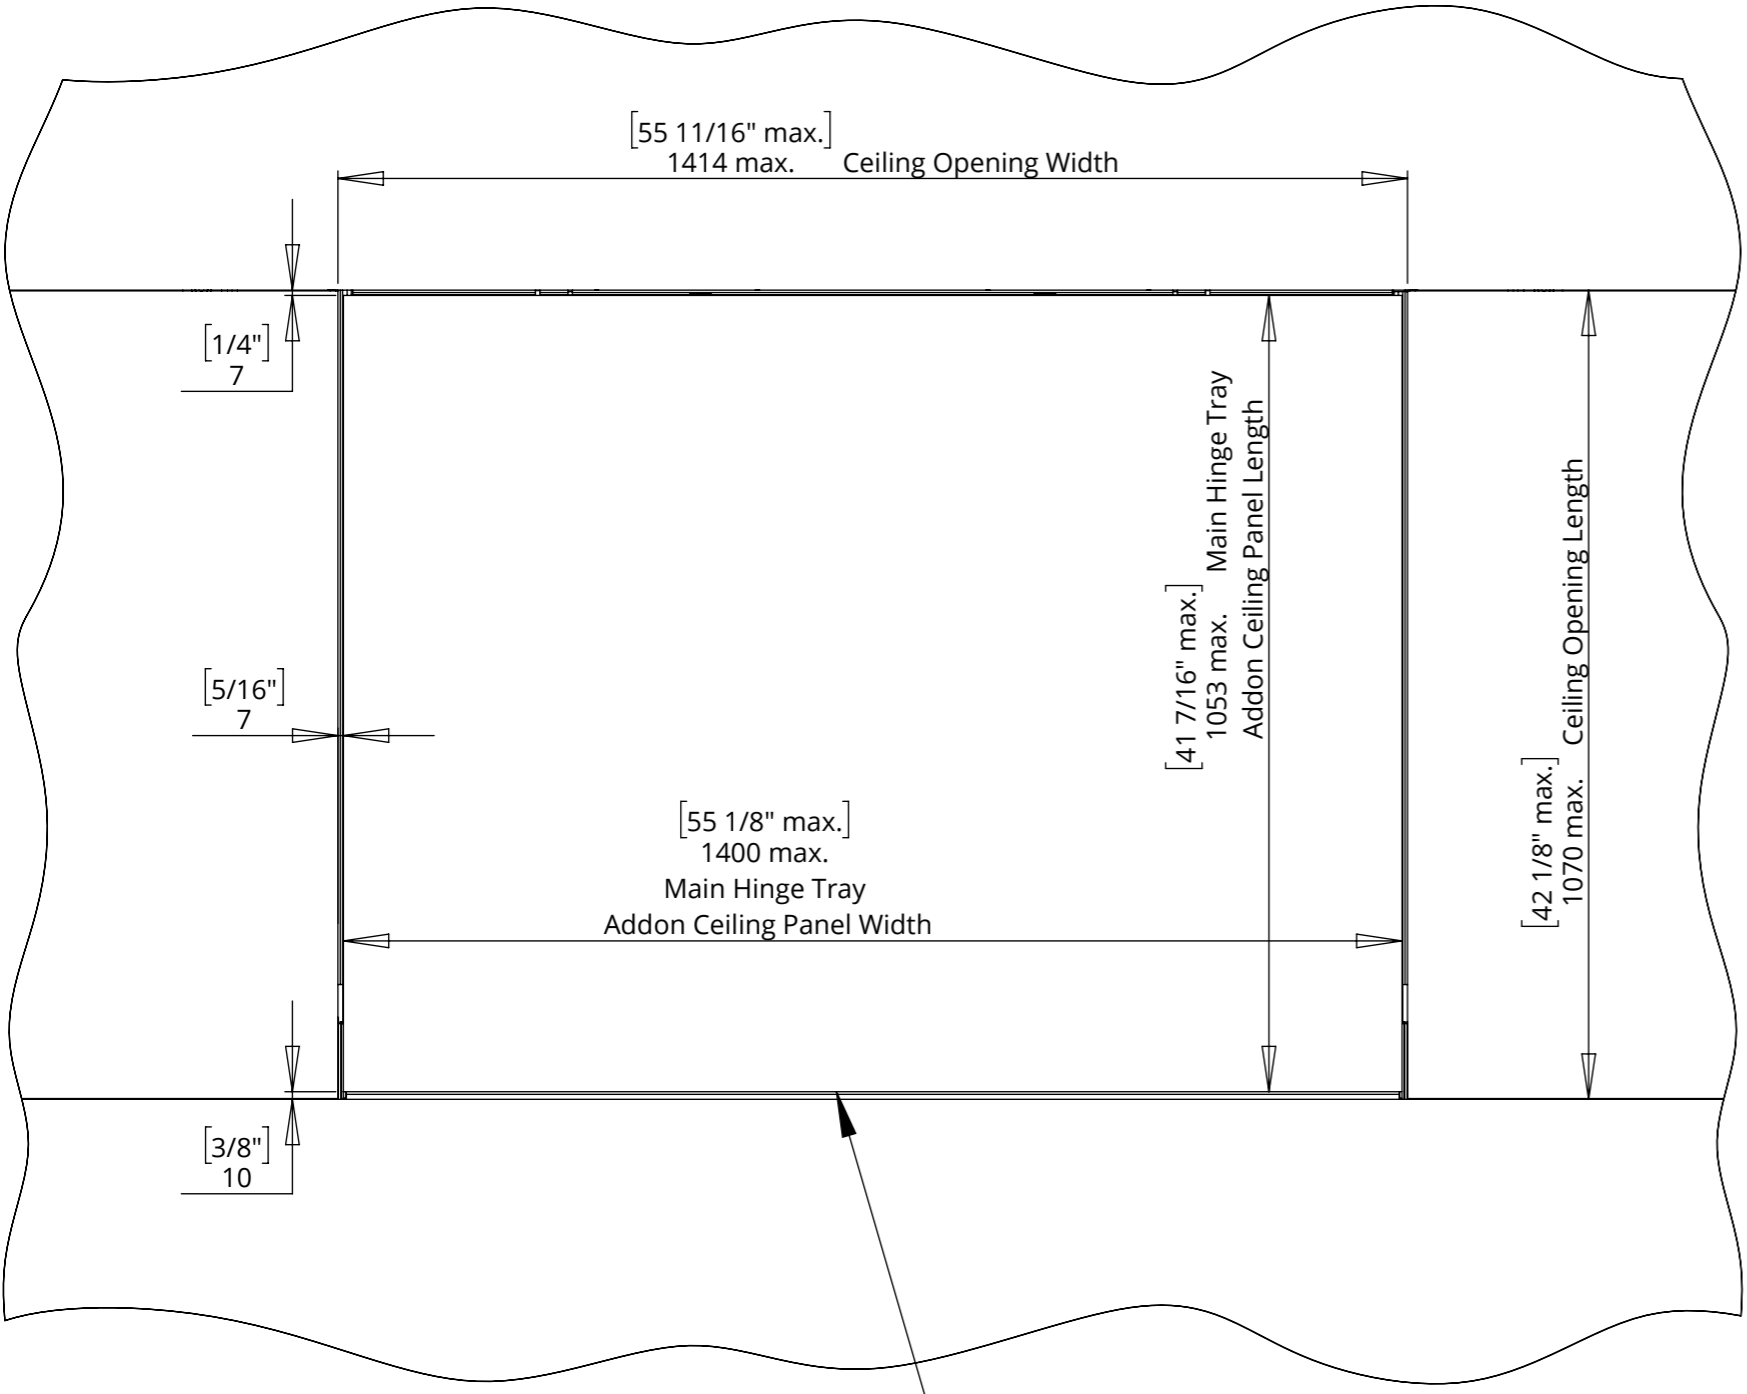 [55 11/16" max.]
1414 max. Ceiling Opening Width
[1/4"]
7
[5/16"]
7
[41 7/16" max.]
1053 max. Main Hinge Tray
Addon Ceiling Panel Length
[42 1/8" max.]
1070 max. Ceiling Opening Length
[55 1/8" max.]
1400 max.
Main Hinge Tray
Addon Ceiling Panel Width
[3/8"]
10